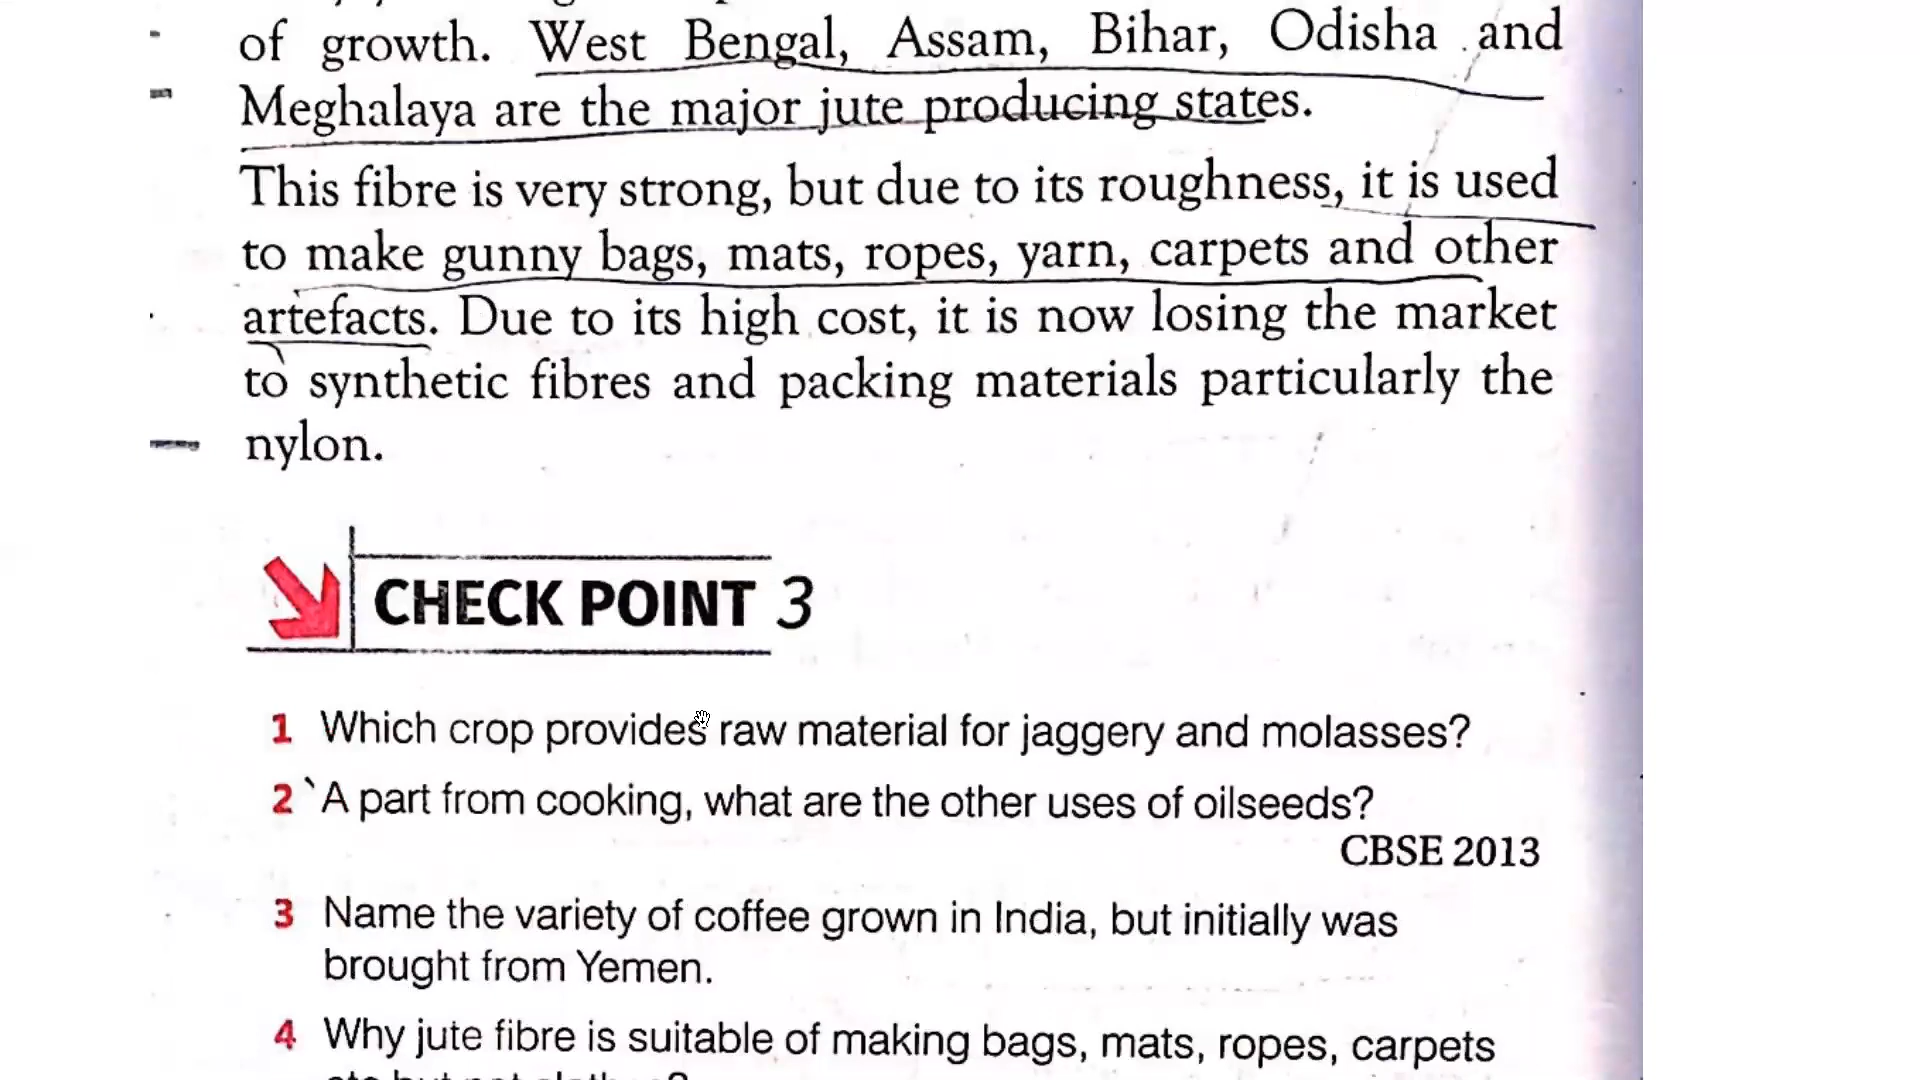 of growth. West Bengal, Assam, Bihar, Odisha and
Meghalaya are the major jute producing states.
This fibre is very strong, but due to its roughness, it is used
to make gunny bags, mats, ropes, yarn, carpets and other
artefacts. Due to its high cost, it is now losing the market
to synthetic fibres and packing materials particularly the
nylon.
CHECK POINT 3
1 Which crop provides raw material for jaggery and molasses?
2 A part from cooking, what are the other uses of oilseeds?
CBSE 2013
3 Name the variety of coffee grown in India, but initially was
brought from Yemen.
4 Why jute fibre is suitable of making bags, mats, ropes, carpets